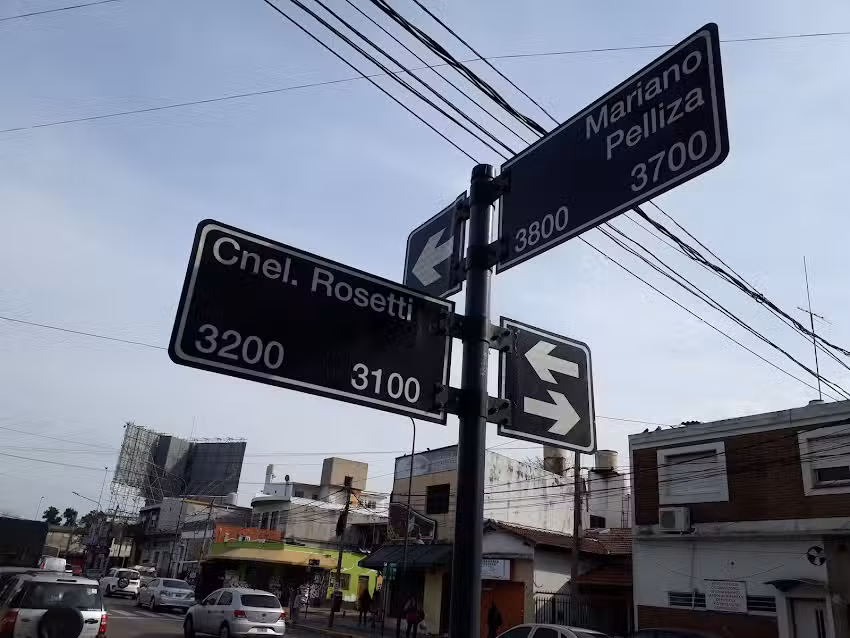 Mariano
Pelliza
3800 3700
Cnel. Rosetti
3200 3100